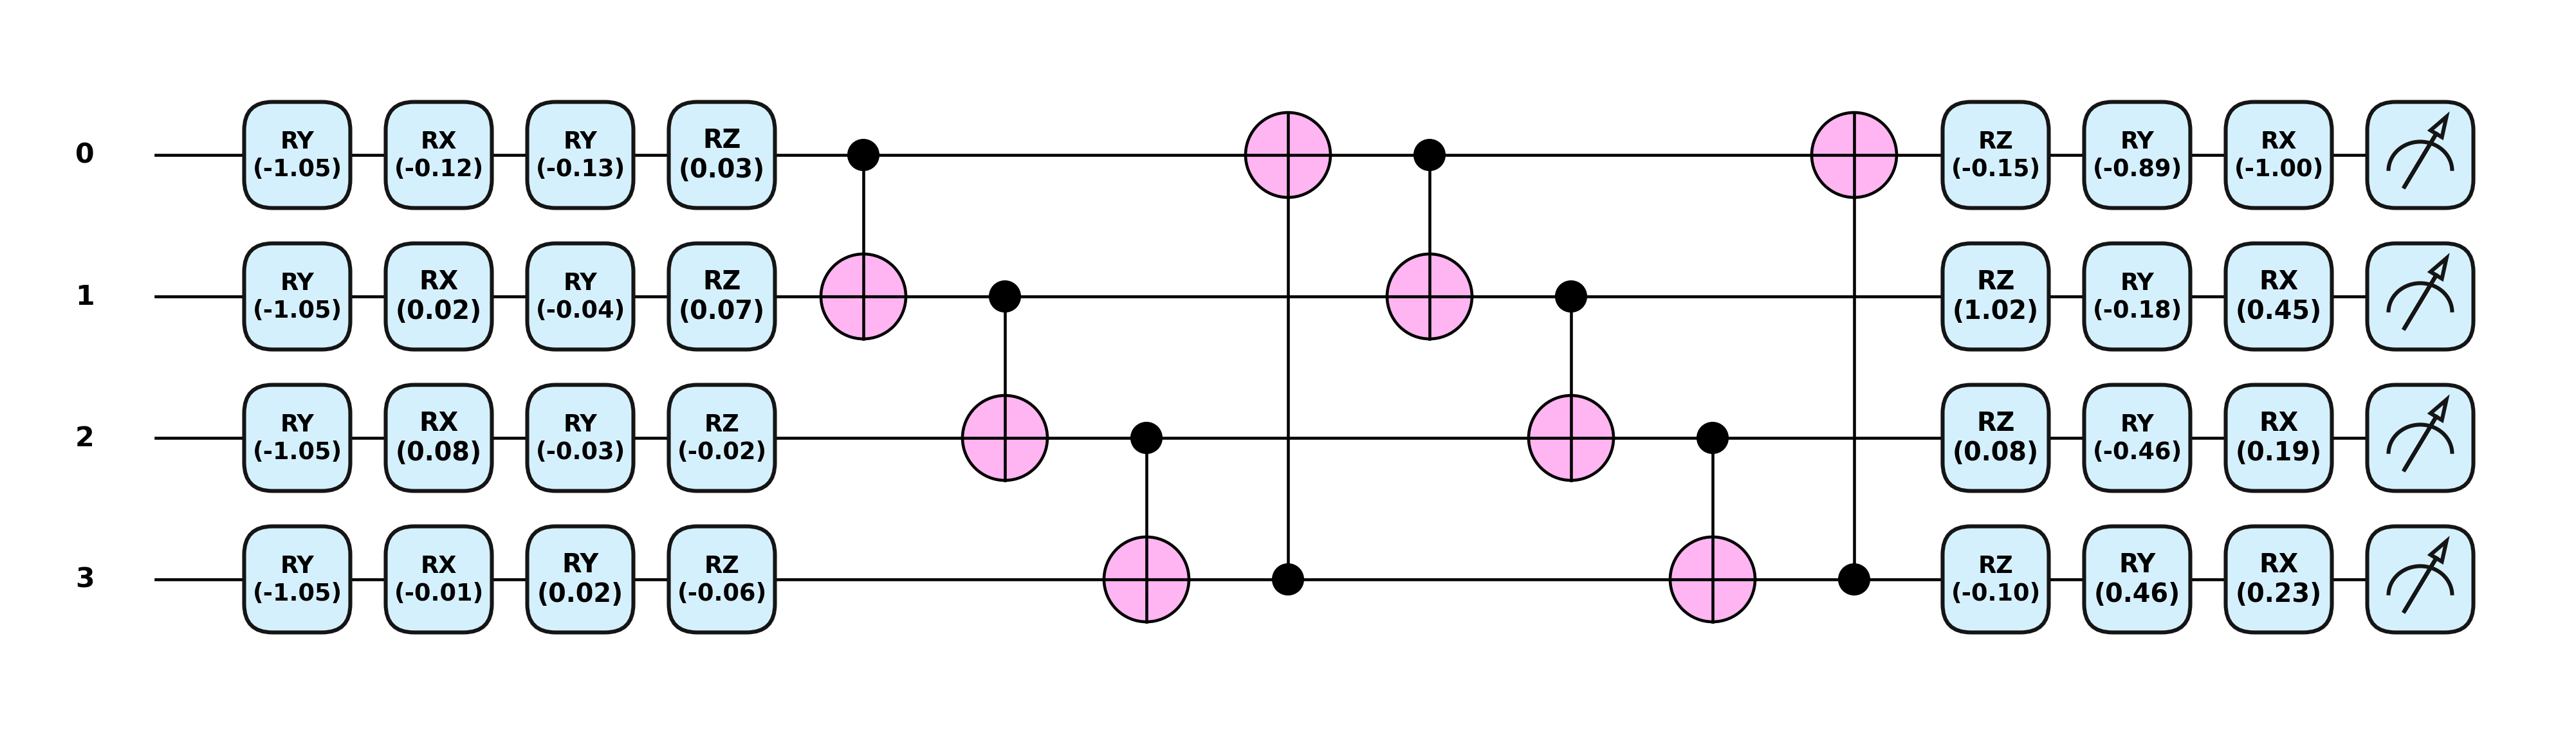 0
RY RX RY RZ RZ RY RX
(-1.05) (-0.12) (-0.13) (0.03) (-0.15) (-0.89) (-1.00)
1
RY RX RY RZ RZ RY RX
(-1.05) (0.02) (-0.04) (0.07) (1.02) (-0.18) (0.45)
2
RY RX RY RZ RZ RY RX
(-1.05) (0.08) (-0.03) (-0.02) (0.08) (-0.46) (0.19)
3
RY RX RY RZ RZ RY RX
(-1.05) (-0.01) (0.02) (-0.06) (-0.10) (0.46) (0.23)